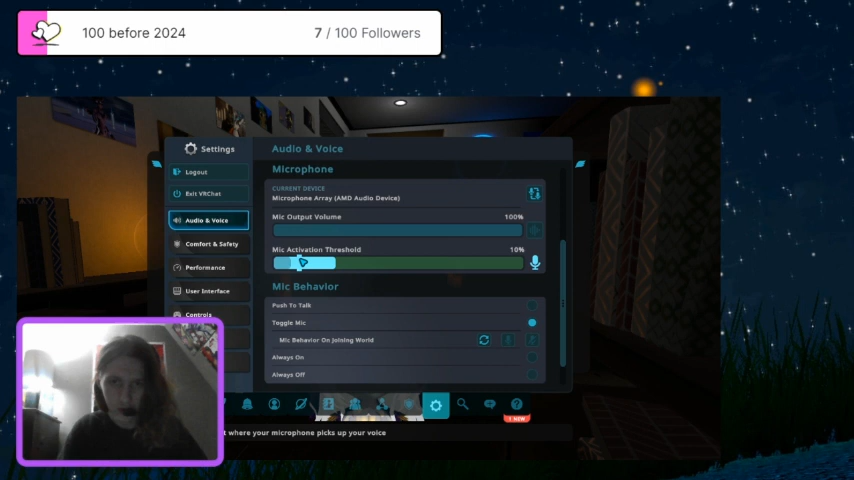 100 before 2024
7 / 100 Followers
Settings
Audio & Voice
Logout
Microphone
Exit VRChat
CURRENT DEVICE
Microphone Array (AMD Audio Device)
Audio & Voice
Mic Output Volume
100%
Comfort & Safety
Mic Activation Threshold
10%
Performance
User Interface
Mic Behavior
Controls
Push To Talk
Toggle Mic
Mic Behavior On Joining World
Always On
Always Off
1 NEW
t where your microphone picks up your voice